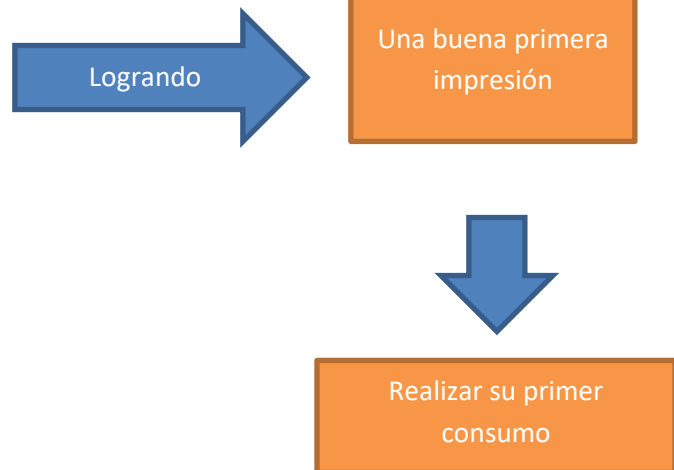 Logrando
Una buena primera
impresión
Realizar su primer
consumo